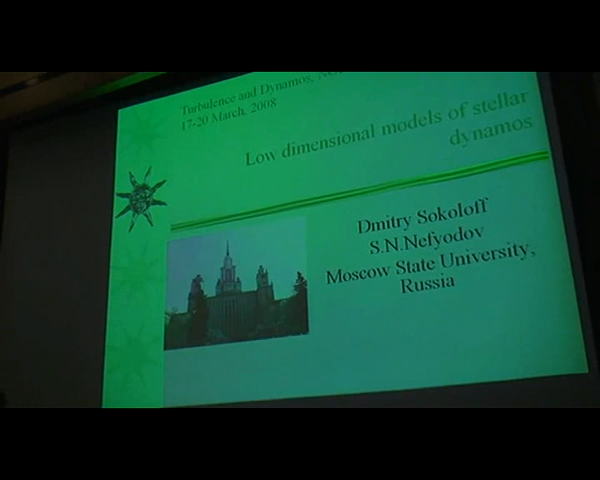 Turbulence and Dynamos,
17-20 March, 2008
Low dimensional models of stellar
dynamos
Dmitry Sokoloff
S.N.Nefyodov
Moscow State University,
Russia